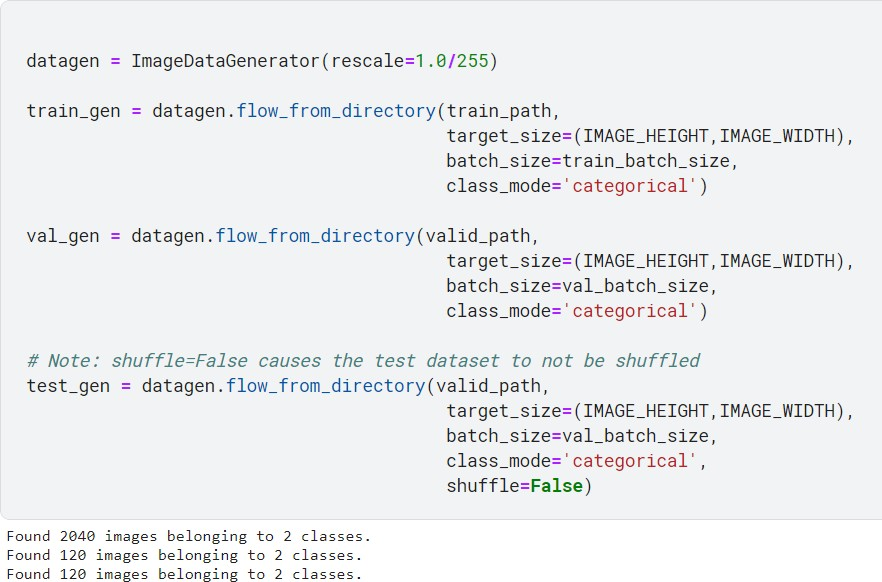 datagen = ImageDataGenerator(rescale=1.0/255)
train_gen = datagen.flow_from_directory(train_path,
target_size=(IMAGE_HEIGHT,IMAGE_WIDTH),
batch_size=train_batch_size,
class_mode='categorical')
val_gen = datagen.flow_from_directory(valid_path,
target_size=(IMAGE_HEIGHT,IMAGE_WIDTH),
batch_size=val_batch_size,
class_mode='categorical')
# Note: shuffle=False causes the test dataset to not be shuffled
test_gen = datagen.flow_from_directory(valid_path,
target_size=(IMAGE_HEIGHT,IMAGE_WIDTH),
batch_size=val_batch_size,
class_mode='categorical',
shuffle=False)
Found 2040 images belonging to 2 classes.
Found 120 images belonging to 2 classes.
Found 120 images belonging to 2 classes.